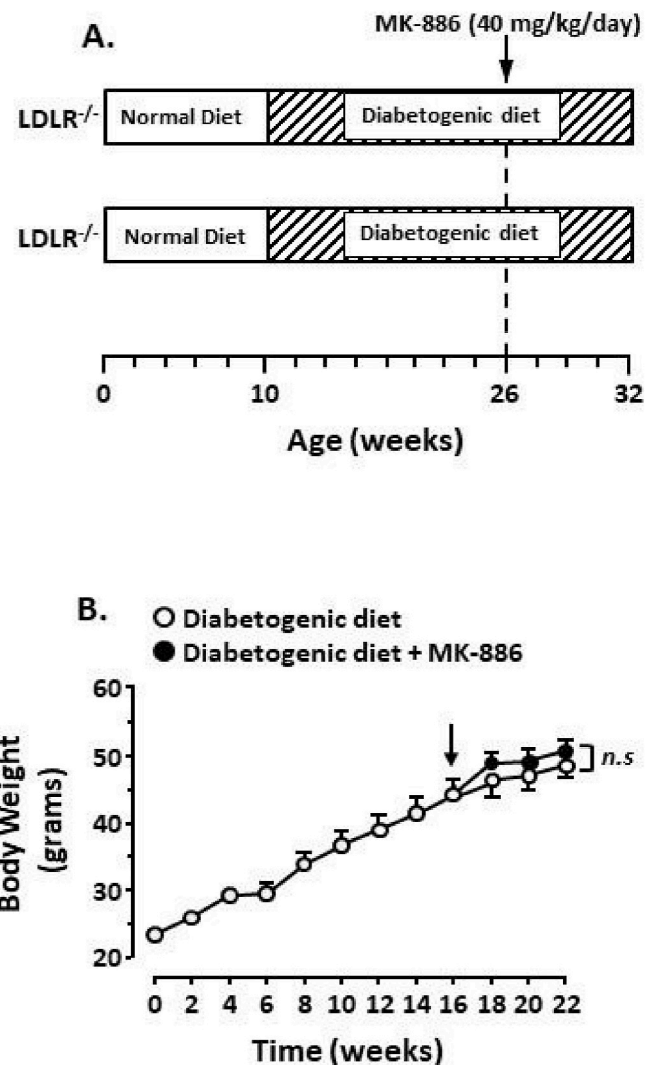 A.
MK-886 (40 mg/kg/day)
LDLR-/- Normal Diet Diabetogenic diet
LDLR-/- Normal Diet Diabetogenic diet
0 10 26 32
Age (weeks)
B.
Diabetogenic diet
Diabetogenic diet + MK-886
Body Weight
(grams)
60
50
40
30
20
n.s
0 2 4 6 8 10 12 14 16 18 20 22
Time (weeks)